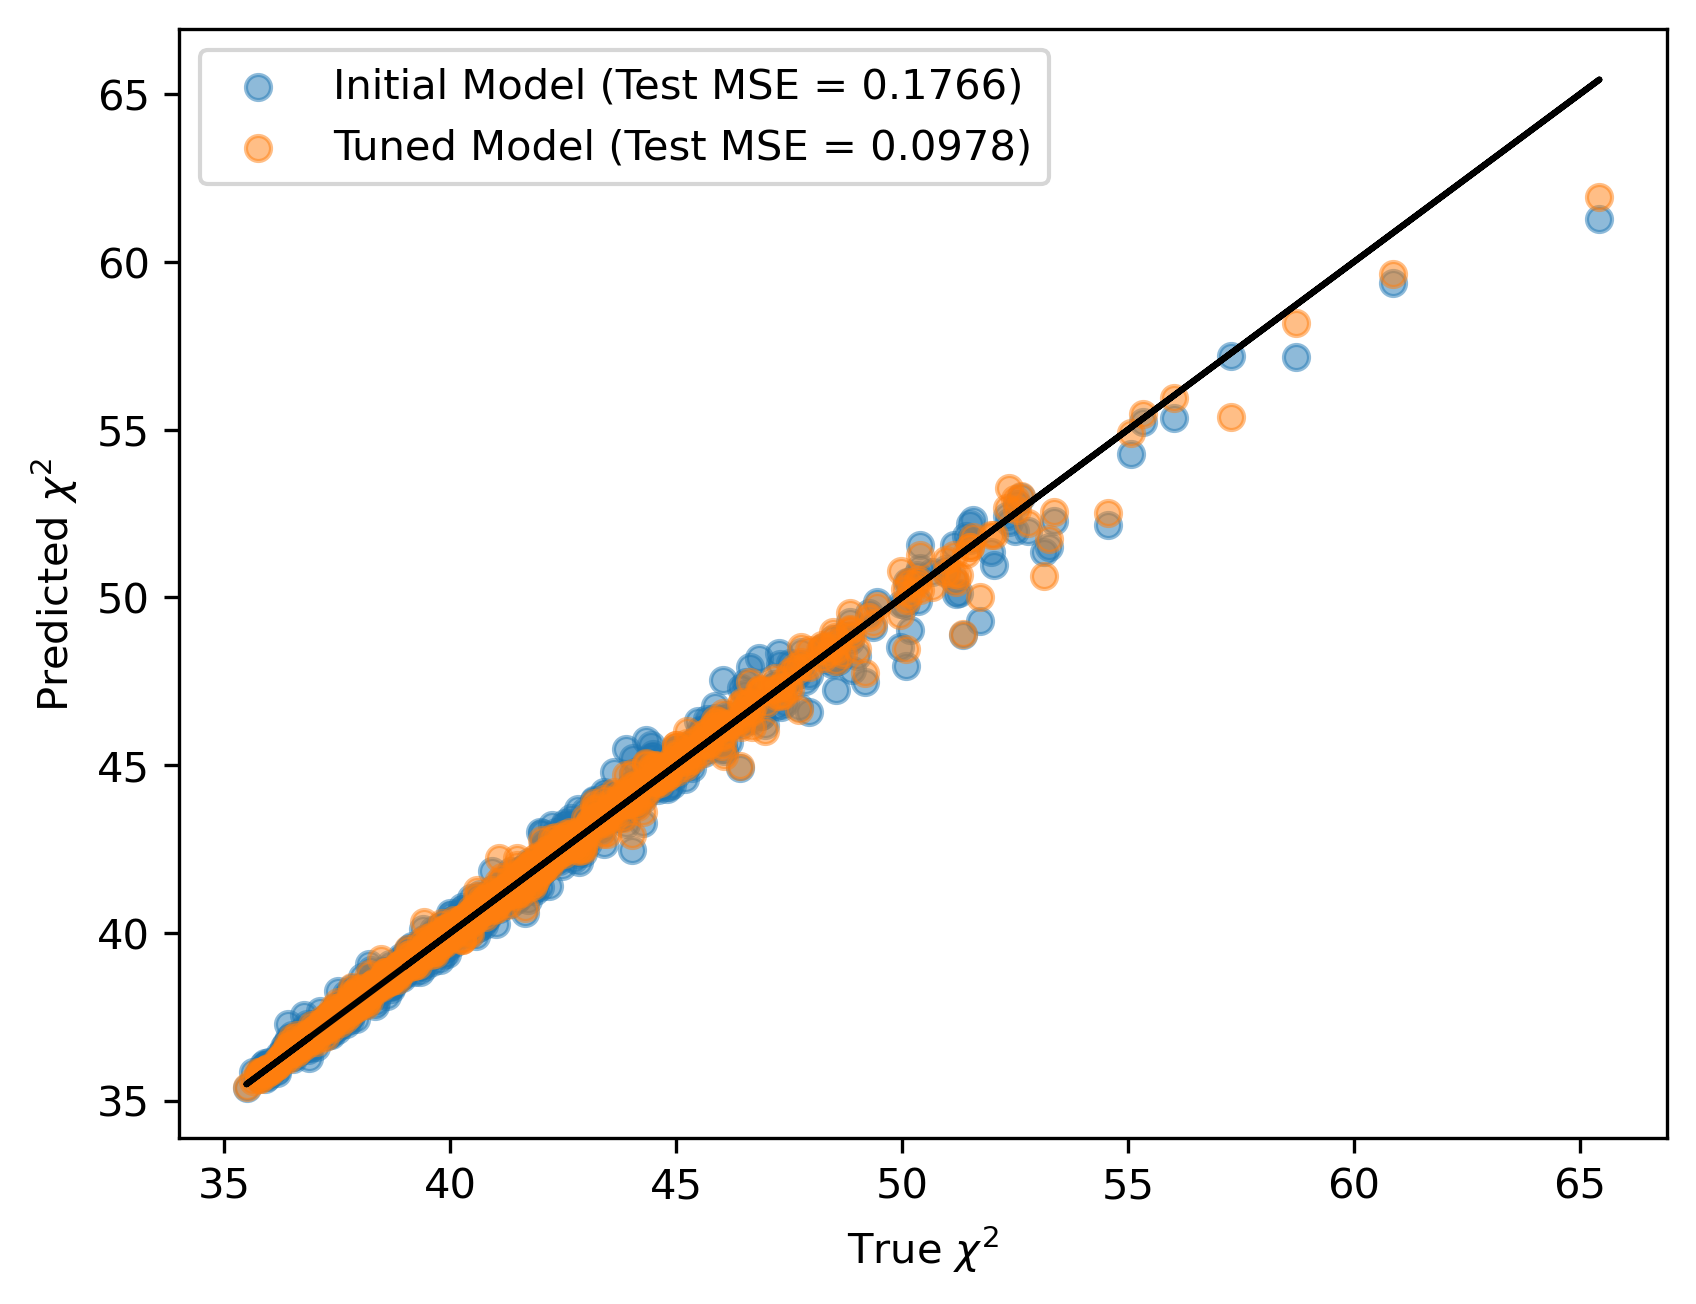 Initial Model (Test MSE = 0.1766)
Tuned Model (Test MSE = 0.0978)
65
60
55
50
45
40
35
Predicted χ²
35 40 45 50 55 60 65
True χ²